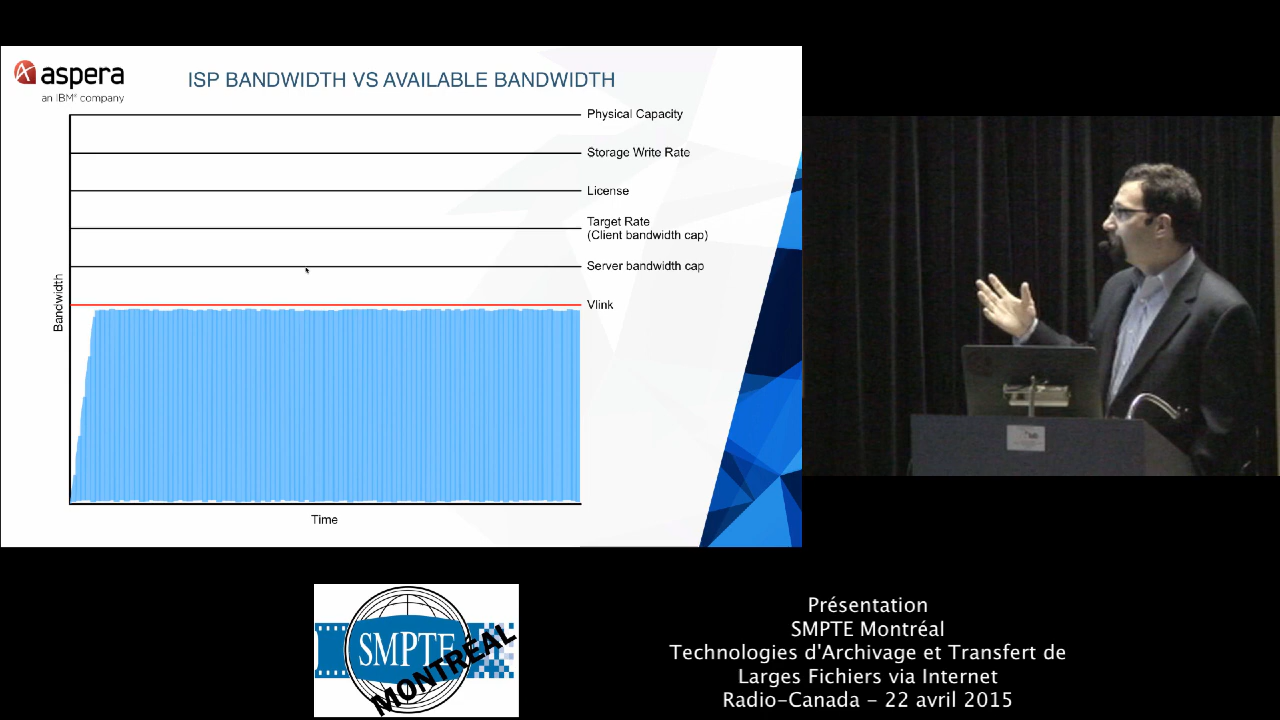 aspera
an IBM® company
ISP BANDWIDTH VS AVAILABLE BANDWIDTH
Physical Capacity
Storage Write Rate
License
Target Rate
(Client bandwidth cap)
Server bandwidth cap
Vlink
Bandwidth
Time
SMPTE
MONTRÉAL
Présentation
SMPTE Montréal
Technologies d'Archivage et Transfert de
Larges Fichiers via Internet
Radio-Canada - 22 avril 2015